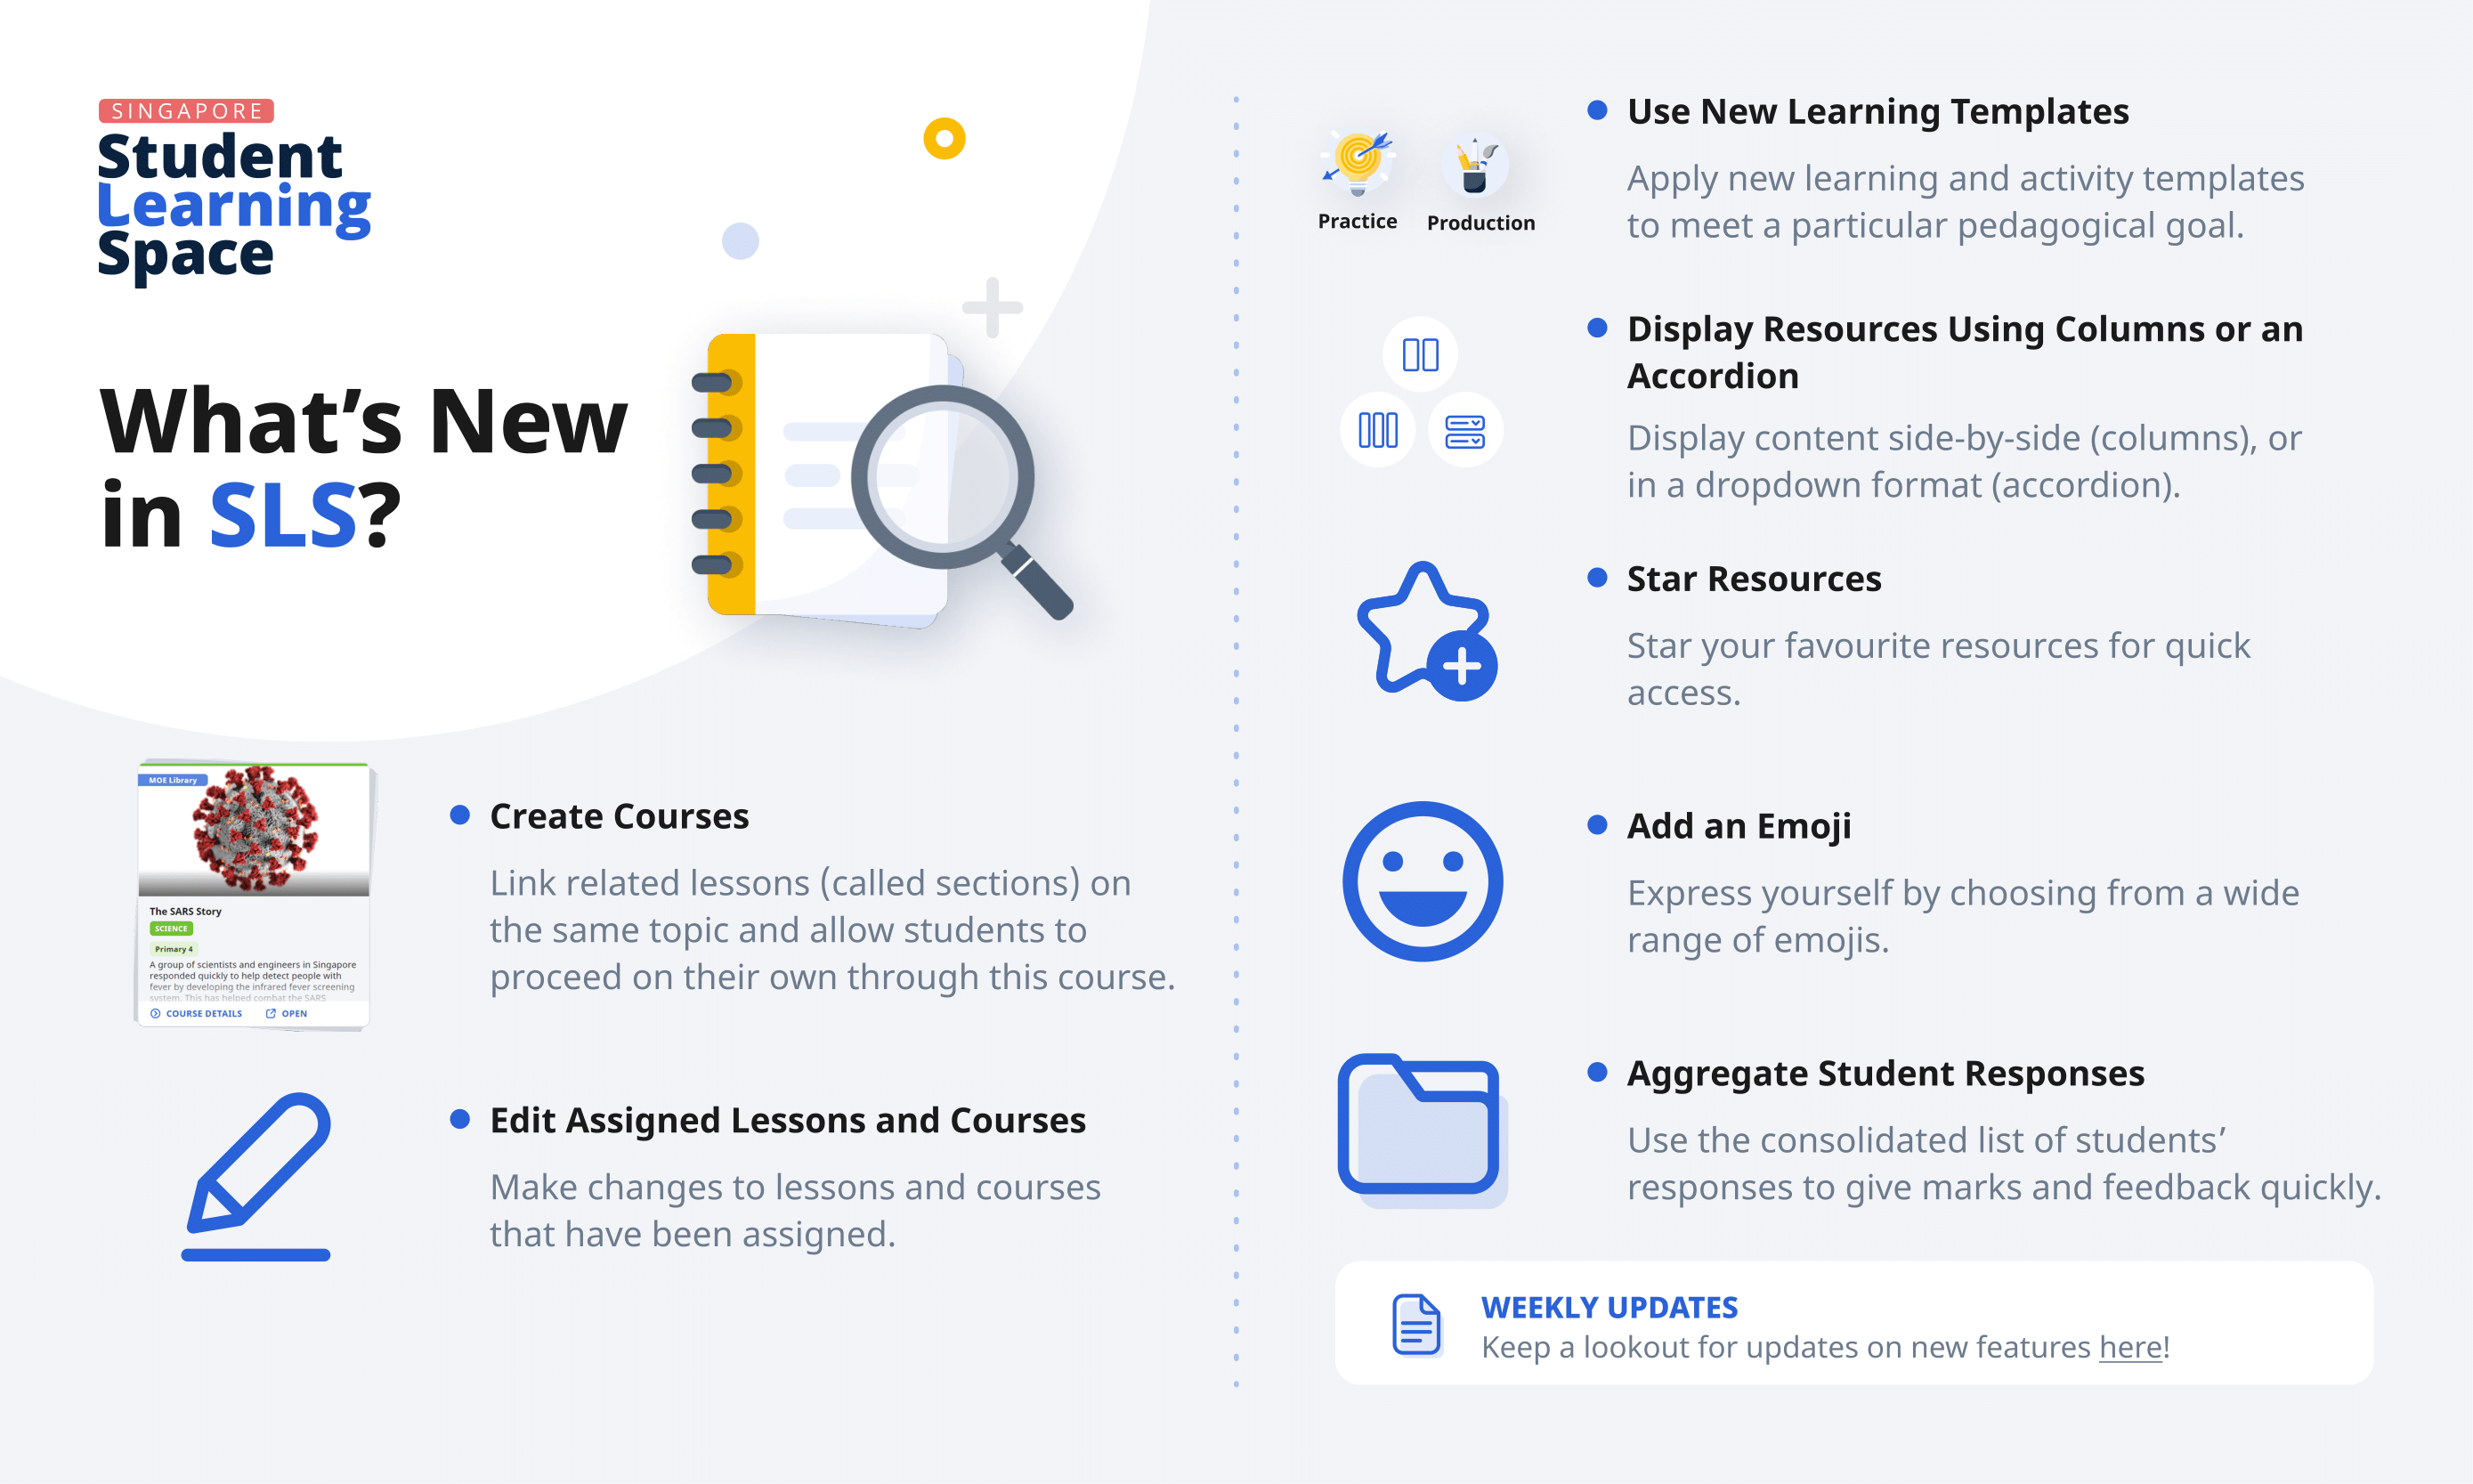 SINGAPORE
Student
Learning
Space
What’s New
in SLS?
MOE Library
The SARS Story
SCIENCE
Primary 4
A group of scientists and engineers in Singapore
responded quickly to help detect people with
fever by developing the infrared fever screening
system. This has helped combat the SARS
COURSE DETAILS
OPEN
Create Courses
Link related lessons (called sections) on
the same topic and allow students to
proceed on their own through this course.
Edit Assigned Lessons and Courses
Make changes to lessons and courses
that have been assigned.
Practice
Production
Use New Learning Templates
Apply new learning and activity templates
to meet a particular pedagogical goal.
Display Resources Using Columns or an
Accordion
Display content side-by-side (columns), or
in a dropdown format (accordion).
Star Resources
Star your favourite resources for quick
access.
Add an Emoji
Express yourself by choosing from a wide
range of emojis.
Aggregate Student Responses
Use the consolidated list of students’
responses to give marks and feedback quickly.
WEEKLY UPDATES
Keep a lookout for updates on new features here!